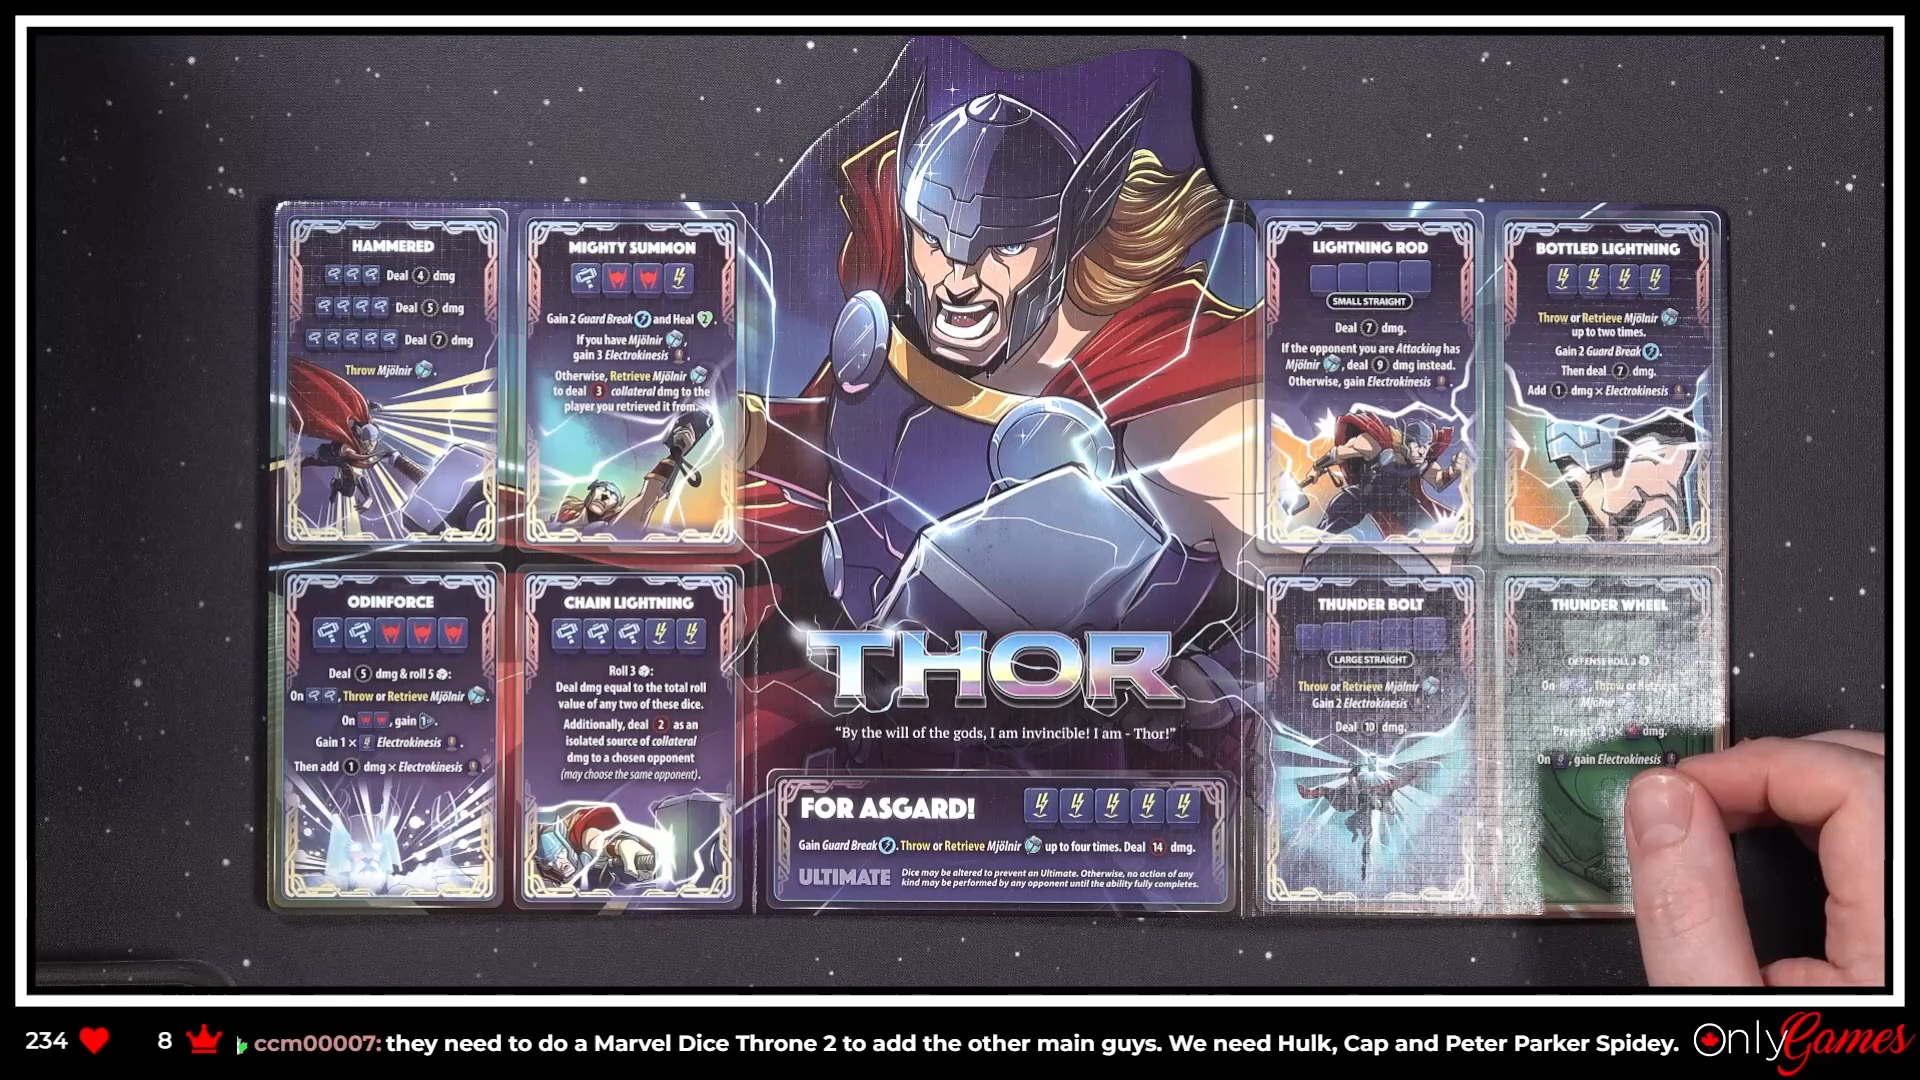 HAMMERED
Deal 4 dmg
Deal 5 dmg
Deal 7 dmg
Throw Mjölnir.
MIGHTY SUMMON
Gain 2 Guard Break and Heal 2.
If you have Mjölnir,
gain 3 Electrokinesis.
Otherwise, Retrieve Mjölnir
to deal 3 collateral dmg to the
player you retrieved it from.
ODINFORCE
Deal 5 dmg & roll 5:
On, Throw or Retrieve Mjölnir.
On, gain 1.
Gain 1 × Electrokinesis.
Then add 1 dmg × Electrokinesis.
CHAIN LIGHTNING
Roll 3:
Deal dmg equal to the total roll
value of any two of these dice.
Additionally, deal 2 as an
isolated source of collateral
dmg to a chosen opponent
(may choose the same opponent).
THOR
“By the will of the gods, I am invincible! I am - Thor!”
FOR ASGARD!
Gain Guard Break. Throw or Retrieve Mjölnir up to four times. Deal 14 dmg.
ULTIMATE
Dice may be altered to prevent an Ultimate. Otherwise, no action of any
kind may be performed by any opponent until the ability fully completes.
LIGHTNING ROD
SMALL STRAIGHT
Deal 7 dmg.
If the opponent you are Attacking has
Mjölnir, deal 9 dmg instead.
Otherwise, gain Electrokinesis.
BOTTLED LIGHTNING
Throw or Retrieve Mjölnir
up to two times.
Gain 2 Guard Break.
Then deal 7 dmg.
Add 1 dmg × Electrokinesis.
THUNDER BOLT
LARGE STRAIGHT
Throw or Retrieve Mjölnir.
Gain 2 Electrokinesis.
Deal 10 dmg.
THUNDER WHEEL
DEFENSE ROLL 3
On, Throw or Retrieve
Mjölnir
Prevent dmg.
On, gain Electrokinesis
234
8
ccm00007: they need to do a Marvel Dice Throne 2 to add the other main guys. We need Hulk, Cap and Peter Parker Spidey.
OnlyGames